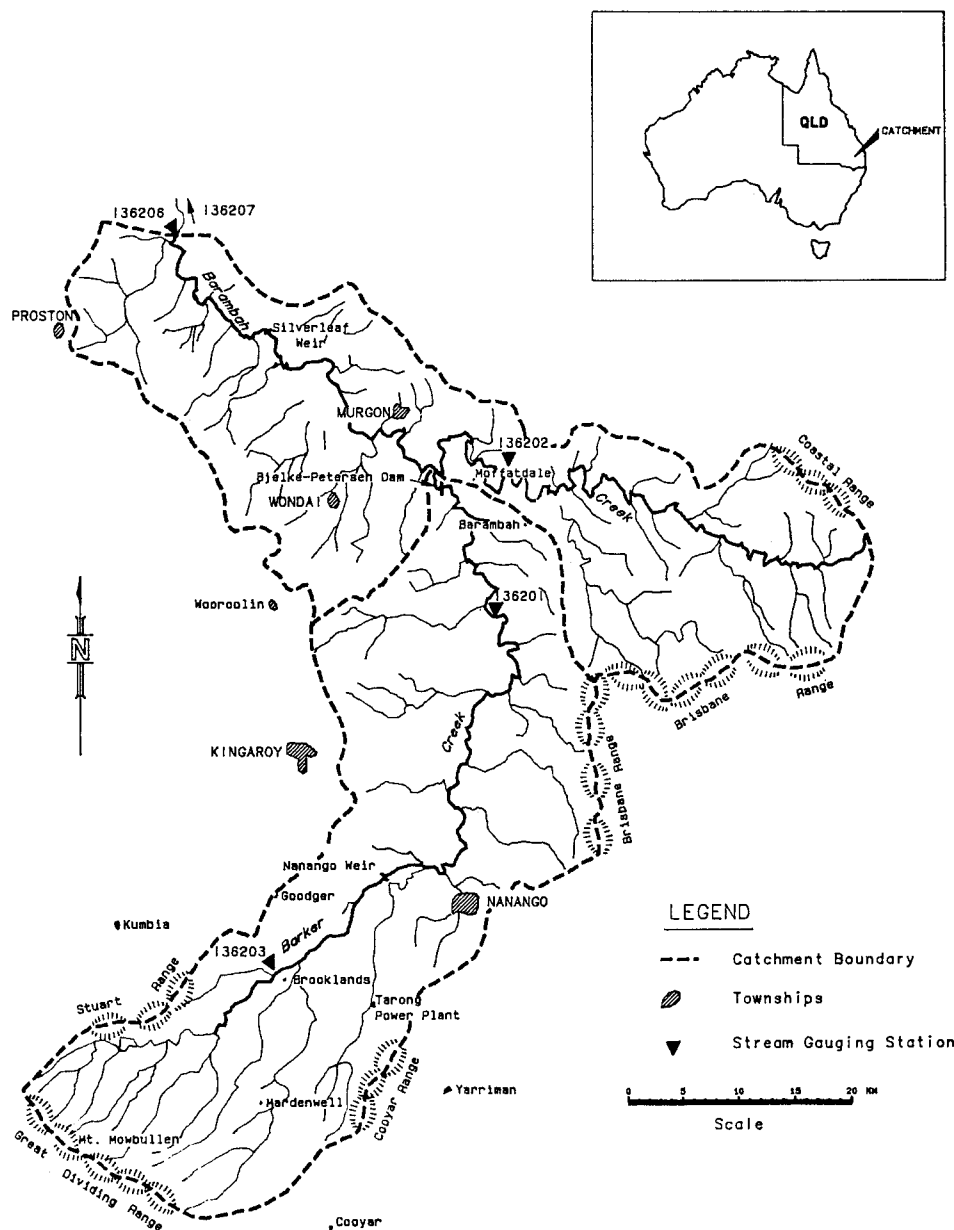 QLD
CATCHMENT
136206
136207
Barambah
PROSTON
Silverleaf
Weir
MURGON
136202
Moffatdale
Coastal Range
Bjelke-Petersen Dam
WONDAI
Creek
Barambah
Wooroolin
136201
N
Brisbane
Range
Creek
KINGAROY
Brisbane Range
Nanango Weir
Goodger
NANANGO
Kumbia
Barker
136203
Brooklands
Stuart
Range
Tarong
Power Plant
Cooyar Range
Yarriman
Mardenwell
Mt. Mowbullen
Great
Dividing
Range
Cooyar
LEGEND
Catchment Boundary
Townships
Stream Gauging Station
0 5 10 15 20 KM
Scale